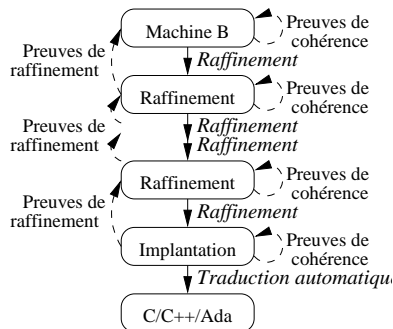 Machine B
Preuves de
cohérence
Preuves de
raffinement
Raffinement
Raffinement
Preuves de
cohérence
Raffinement
Raffinement
Preuves de
raffinement
Raffinement
Preuves de
cohérence
Preuves de
raffinement
Raffinement
Implantation
Preuves de
cohérence
Traduction automatique
C/C++/Ada